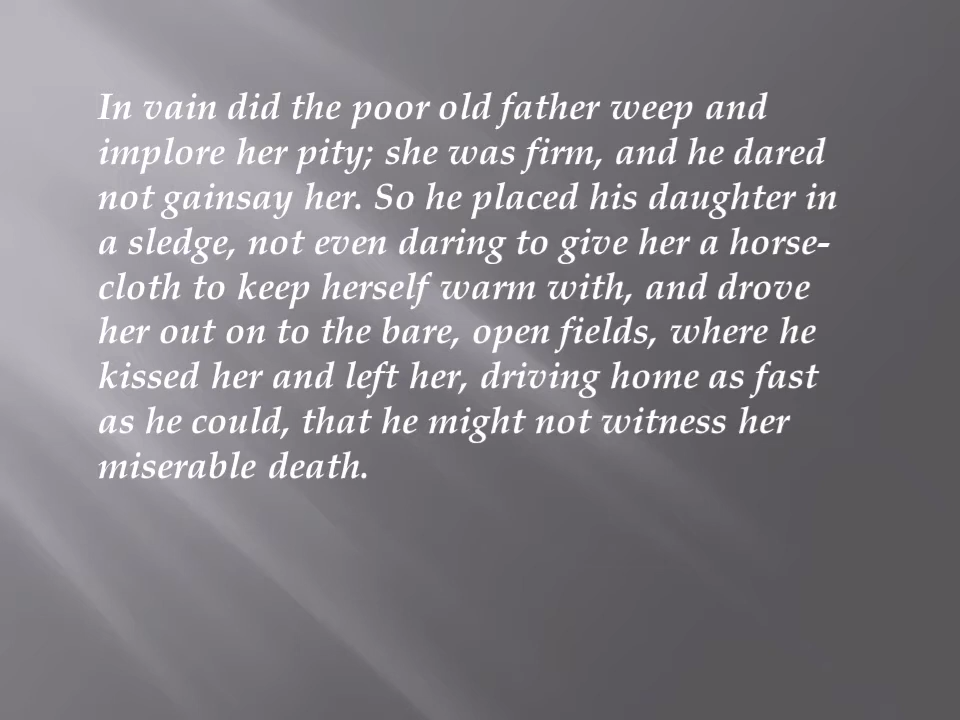 In vain did the poor old father weep and
implore her pity; she was firm, and he dared
not gainsay her. So he placed his daughter in
a sledge, not even daring to give her a horse-
cloth to keep herself warm with, and drove
her out on to the bare, open fields, where he
kissed her and left her, driving home as fast
as he could, that he might not witness her
miserable death.